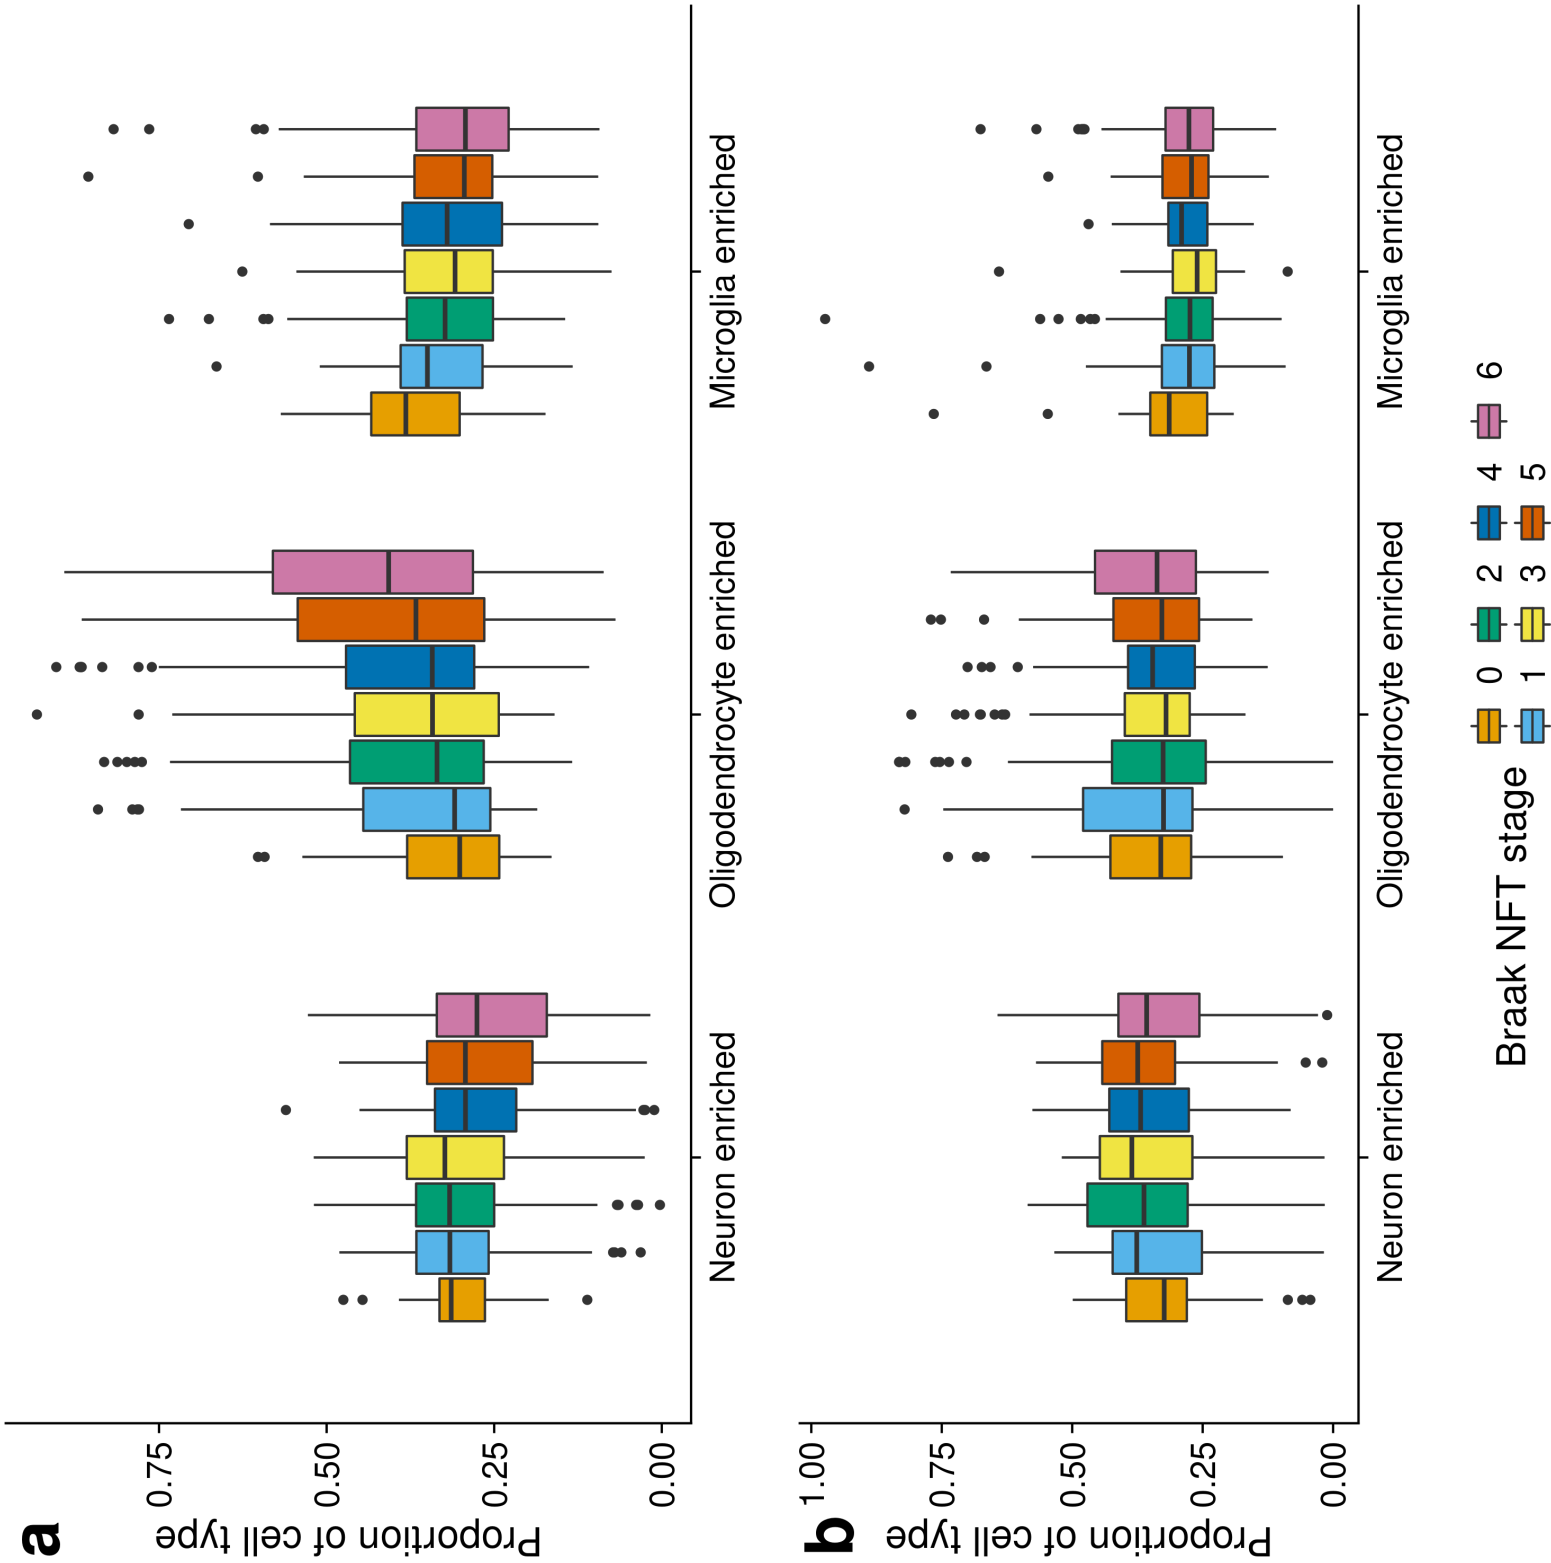 a
Proportion of cell type
0.75
0.50
0.25
0.00
Neuron enriched
Oligodendrocyte enriched
Microglia enriched
b
Proportion of cell type
1.00
0.75
0.50
0.25
0.00
Neuron enriched
Oligodendrocyte enriched
Microglia enriched
Braak NFT stage
0 2 4 6
1 3 5